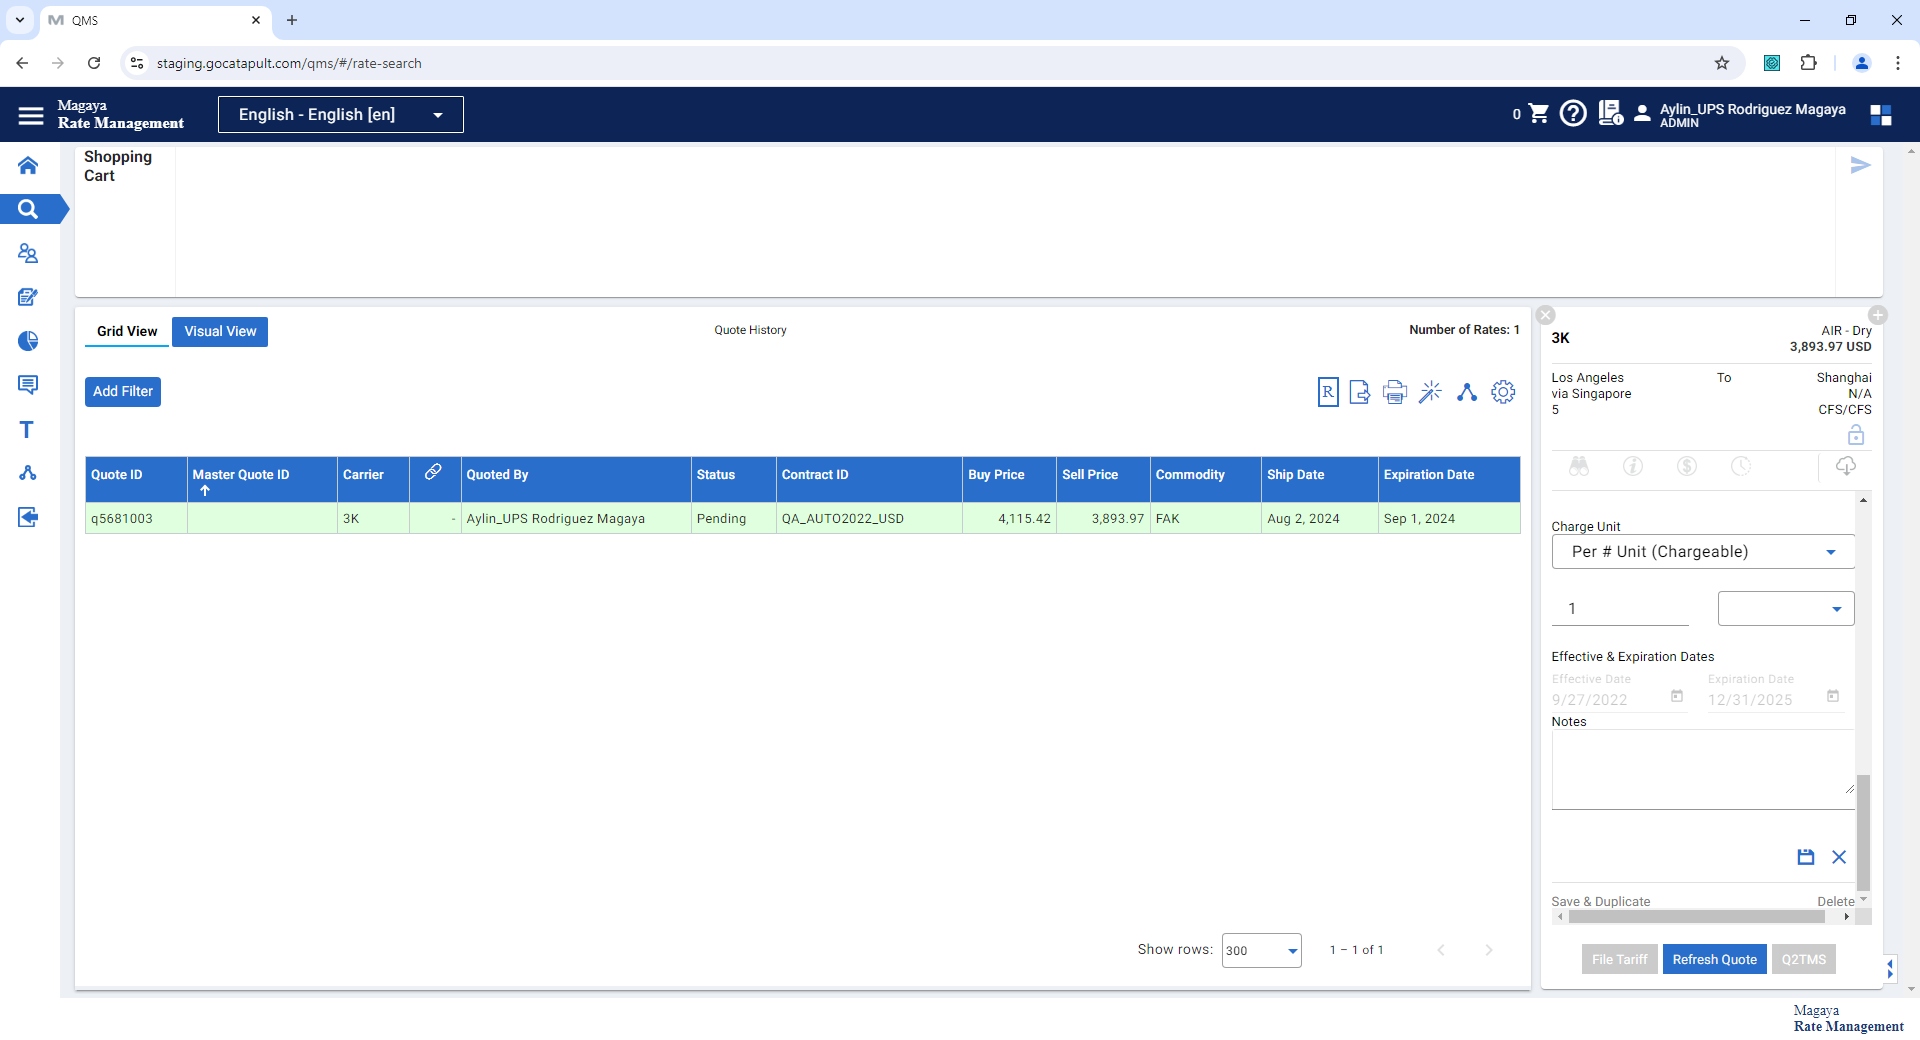 QMS
staging.gocatapult.com/qms/#/rate-search
Magaya
Rate Management
English - English [en]
0
Aylin_UPS Rodriguez Magaya
ADMIN
Shopping
Cart
Grid View
Visual View
Quote History
Number of Rates: 1
Add Filter
R
Quote ID Master Quote ID Carrier Quoted By Status Contract ID Buy Price Sell Price Commodity Ship Date Expiration Date
q5681003 3K - Aylin_UPS Rodriguez Magaya Pending QA_AUTO2022_USD 4,115.42 3,893.97 FAK Aug 2, 2024 Sep 1, 2024
Show rows: 300 1 – 1 of 1
3K
AIR - Dry
3,893.97 USD
Los Angeles To Shanghai
via Singapore N/A
5 CFS/CFS
Charge Unit
Per # Unit (Chargeable)
1
Effective & Expiration Dates
Effective Date Expiration Date
9/27/2022 12/31/2025
Notes
Save & Duplicate Delete
File Tariff Refresh Quote Q2TMS
Magaya
Rate Management